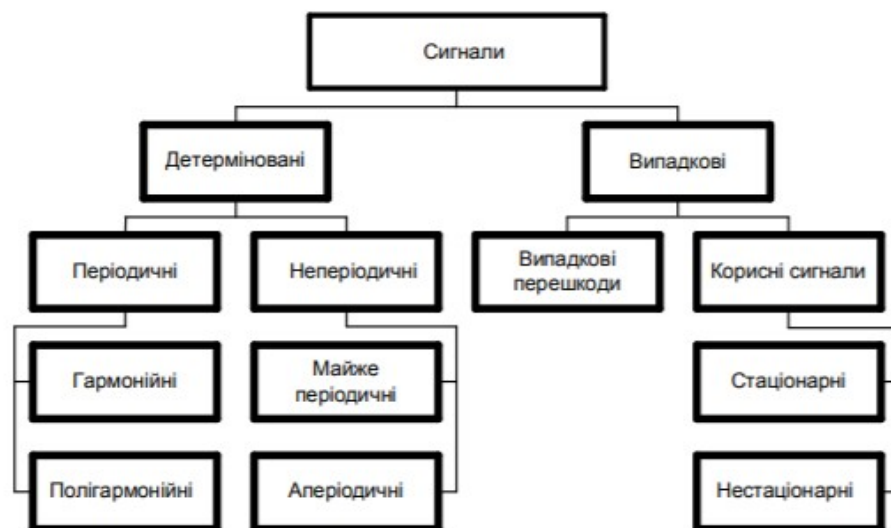 Сигнали
Детерміновані
Випадкові
Періодичні
Неперіодичні
Випадкові
перешкоди
Корисні сигнали
Гармонійні
Майже
періодичні
Стаціонарні
Полігармонійні
Аперіодичні
Нестаціонарні